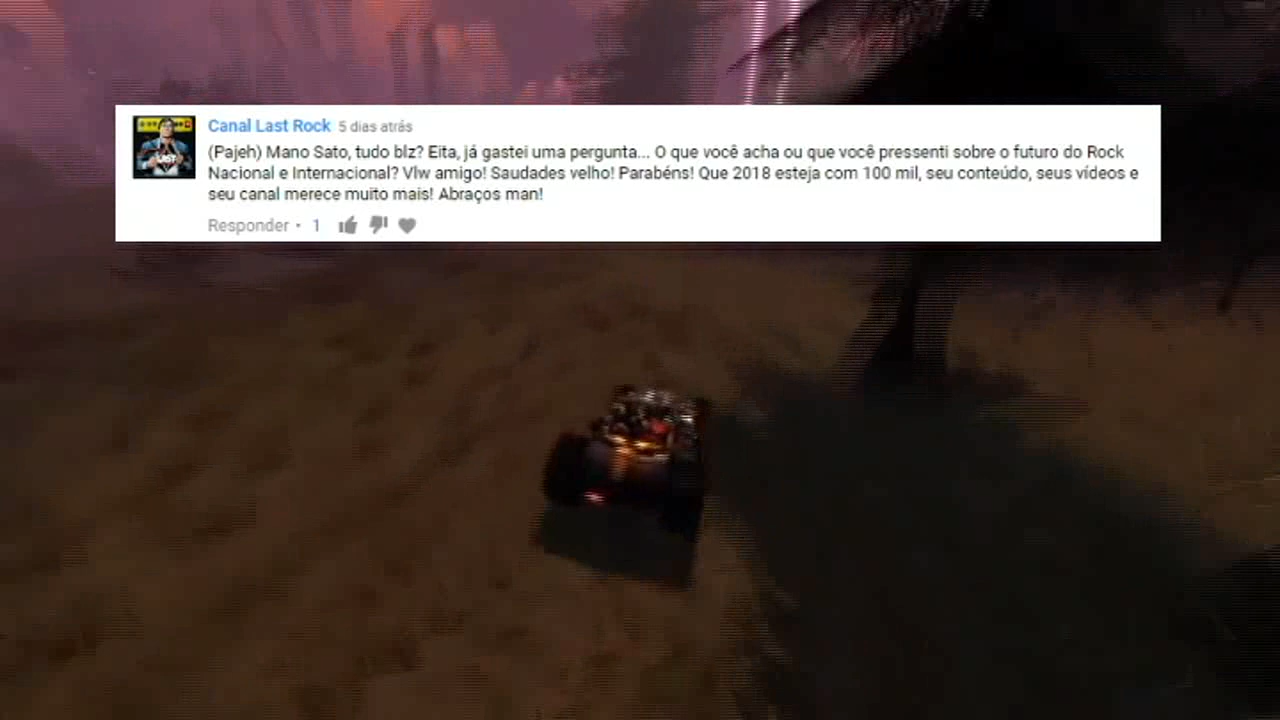 Canal Last Rock 5 dias atrás
(Pajeh) Mano Sato, tudo blz? Eita, já gastei uma pergunta... O que você acha ou que você pressenti sobre o futuro do Rock
Nacional e Internacional? Vlw amigo! Saudades velho! Parabéns! Que 2018 esteja com 100 mil, seu conteúdo, seus vídeos e
seu canal merece muito mais! Abraços man!
Responder • 1